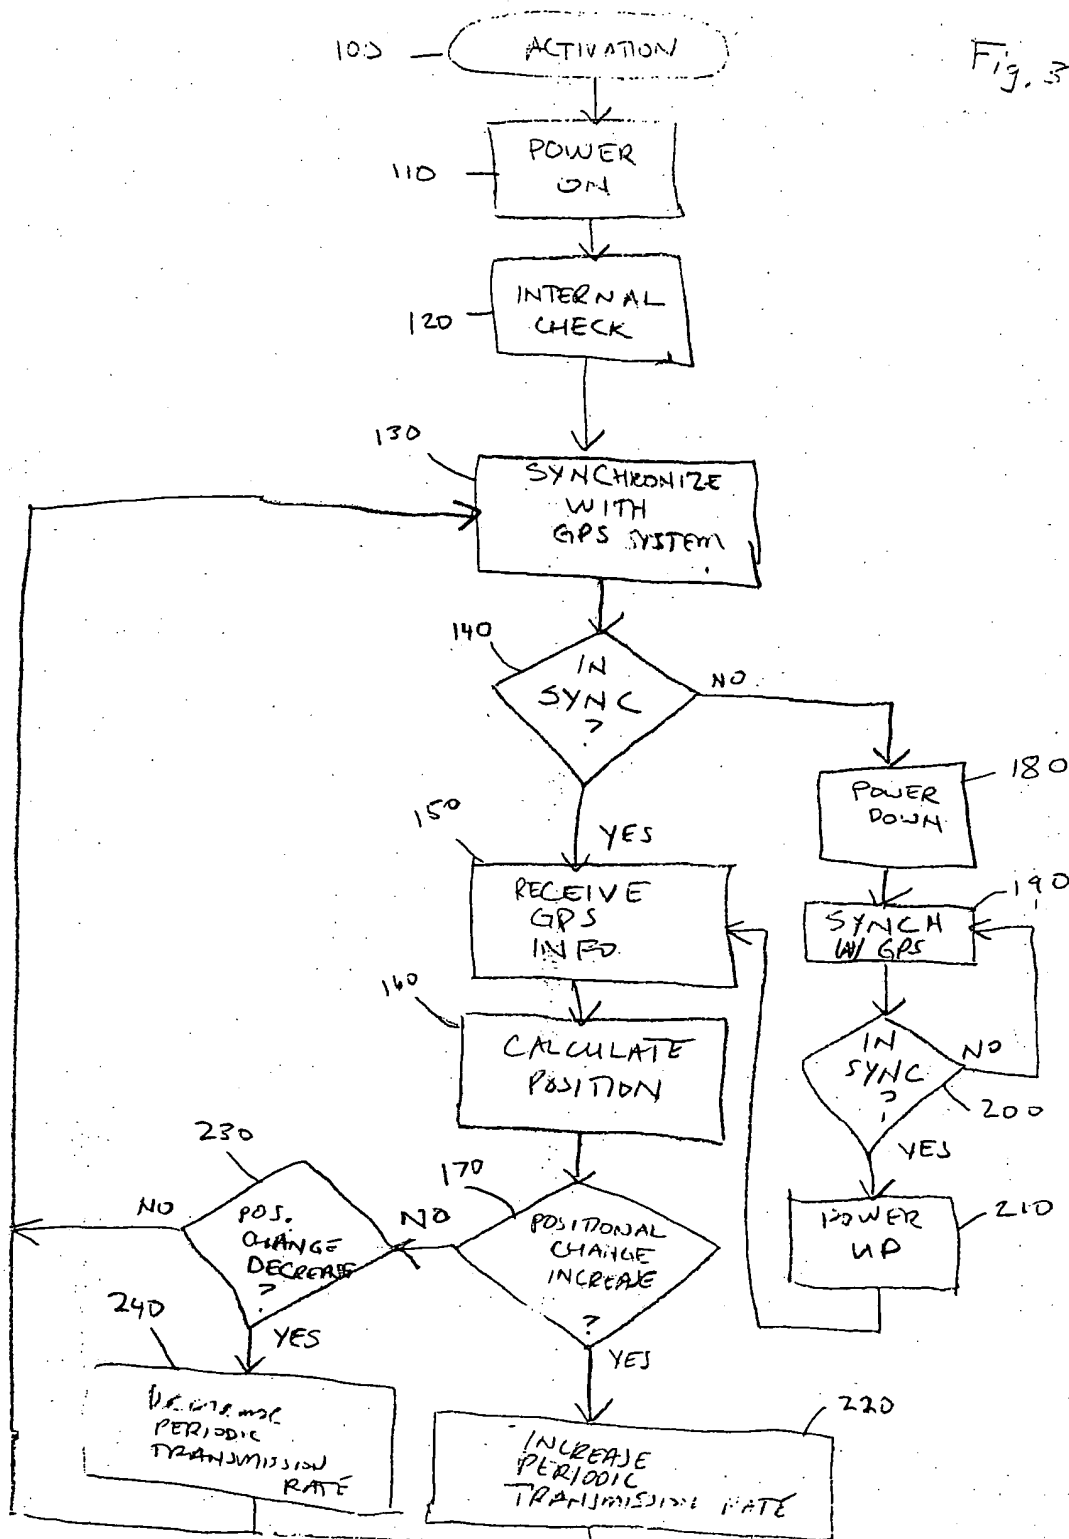 Fig. 3
100
ACTIVATION
110
POWER
ON
120
INTERNAL
CHECK
130
SYNCHRONIZE
WITH
GPS SYSTEM
140
IN
SYNC
?
NO
YES
180
POWER
DOWN
150
RECEIVE
GPS
INFO
190
SYNCH
W/ GPS
160
CALCULATE
POSITION
IN
SYNC
?
NO
200
YES
210
POWER
UP
170
POSITIONAL
CHANGE
INCREASE
?
NO
YES
230
POS.
CHANGE
DECREASE
?
NO
YES
240
PERIODIC
TRANSMISSION
RATE
220
INCREASE
PERIODIC
TRANSMISSION RATE